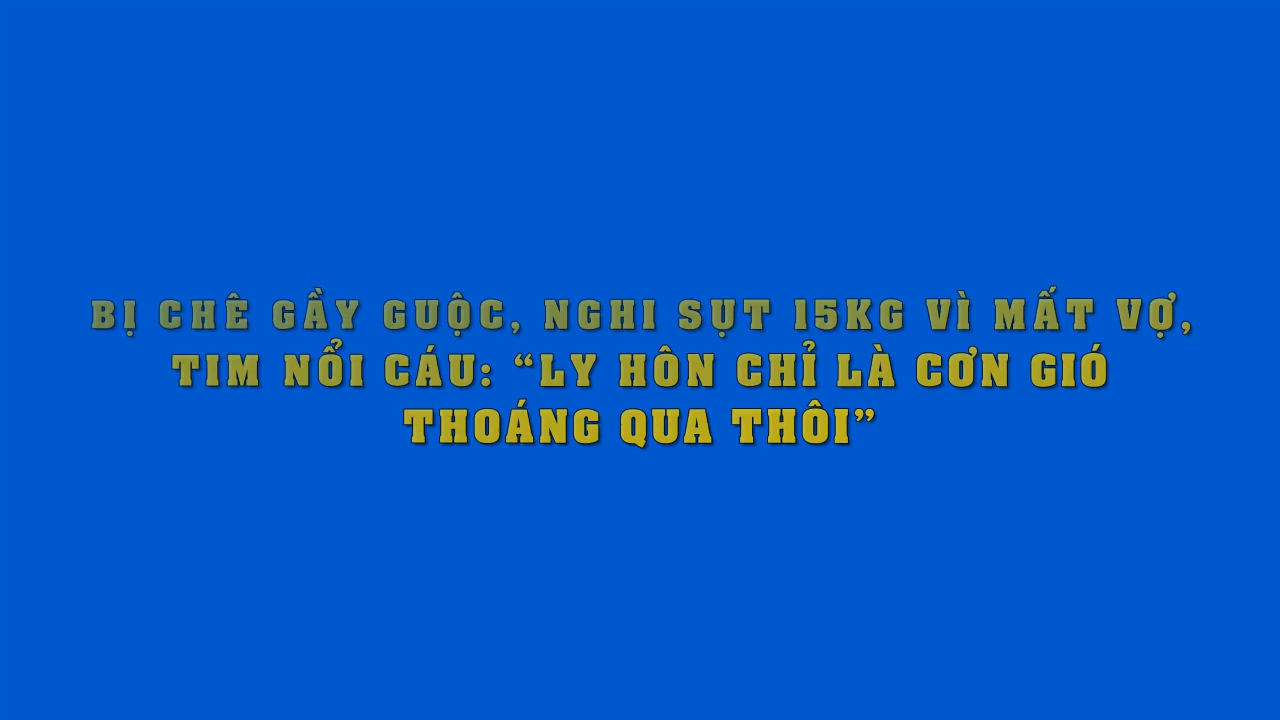 BỊ CHÊ GẦY GUỘC, NGHI SỤT 15KG VÌ MẤT VỢ,
TIM NỔI CÁU: “LY HÔN CHỈ LÀ CƠN GIÓ
THOÁNG QUA THÔI”